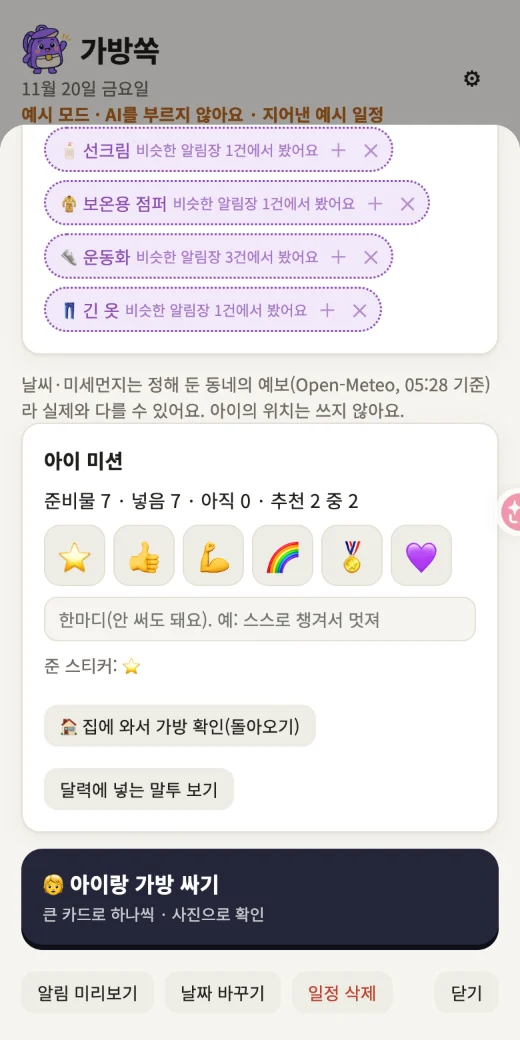 가방쏙
11월 20일 금요일
예시 모드 · AI를 부르지 않아요 · 지어낸 예시 일정
선크림 비슷한 알림장 1건에서 봤어요 + ×
보온용 점퍼 비슷한 알림장 1건에서 봤어요 + ×
운동화 비슷한 알림장 3건에서 봤어요 + ×
긴 옷 비슷한 알림장 1건에서 봤어요 + ×
날씨·미세먼지는 정해 둔 동네의 예보(Open-Meteo, 05:28 기준)
라 실제와 다를 수 있어요. 아이의 위치는 쓰지 않아요.
아이 미션
준비물 7 · 넣음 7 · 아직 0 · 추천 2 중 2
한마디(안 써도 돼요). 예: 스스로 챙겨서 멋져
준 스티커: ⭐
집에 와서 가방 확인(돌아오기)
달력에 넣는 말투 보기
아이랑 가방 싸기
큰 카드로 하나씩 · 사진으로 확인
알림 미리보기
날짜 바꾸기
일정 삭제
닫기